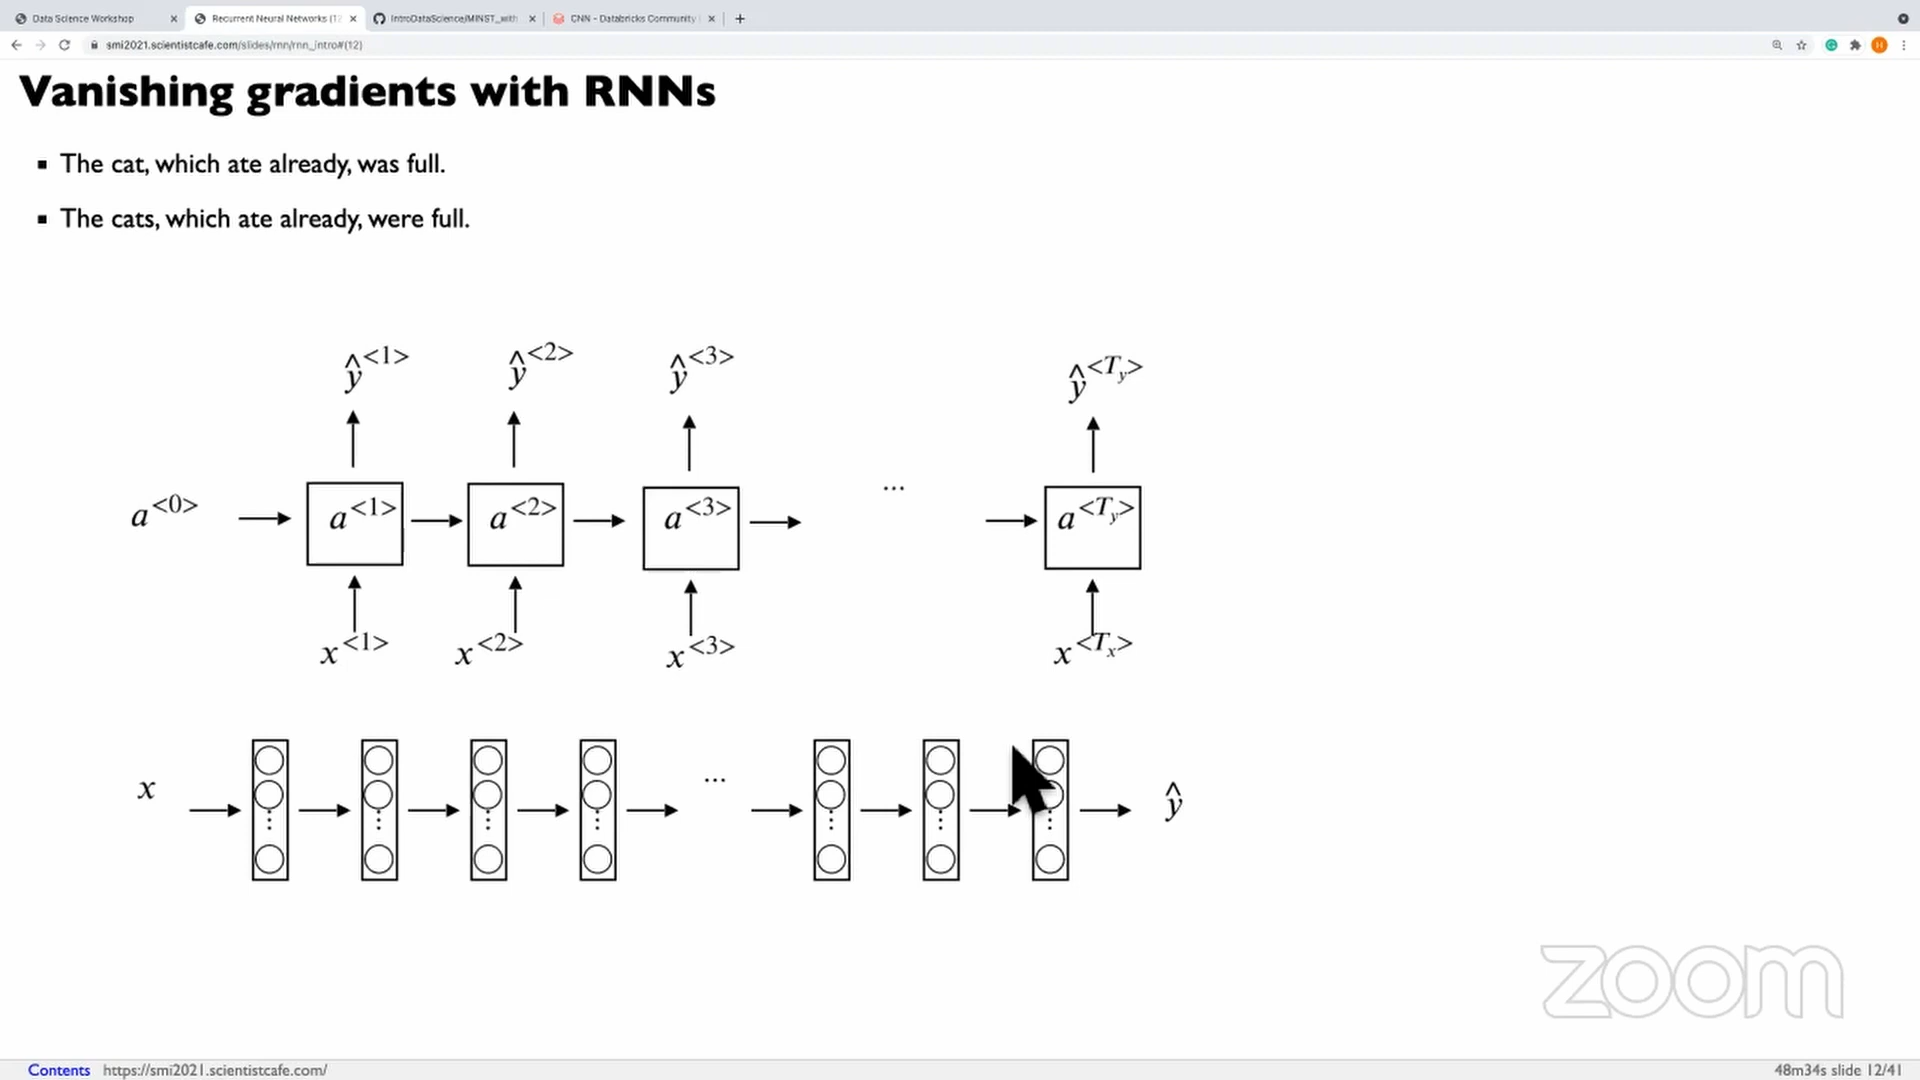 Data Science Workshop
Recurrent Neural Networks (12
IntroDataScience/MINST_with
CNN - Databricks Community
smi2021.scientistcafe.com/slides/rnn/rnn_intro#(12)
H
Vanishing gradients with RNNs
The cat, which ate already, was full.
The cats, which ate already, were full.
ŷ<1> ŷ<2> ŷ<3> ŷ<Ty>
a<0> a<1> a<2> a<3> ... a<Ty>
x<1> x<2> x<3> x<Tx>
x ... ŷ
zoom
Contents https://smi2021.scientistcafe.com/ 48m34s slide 12/41